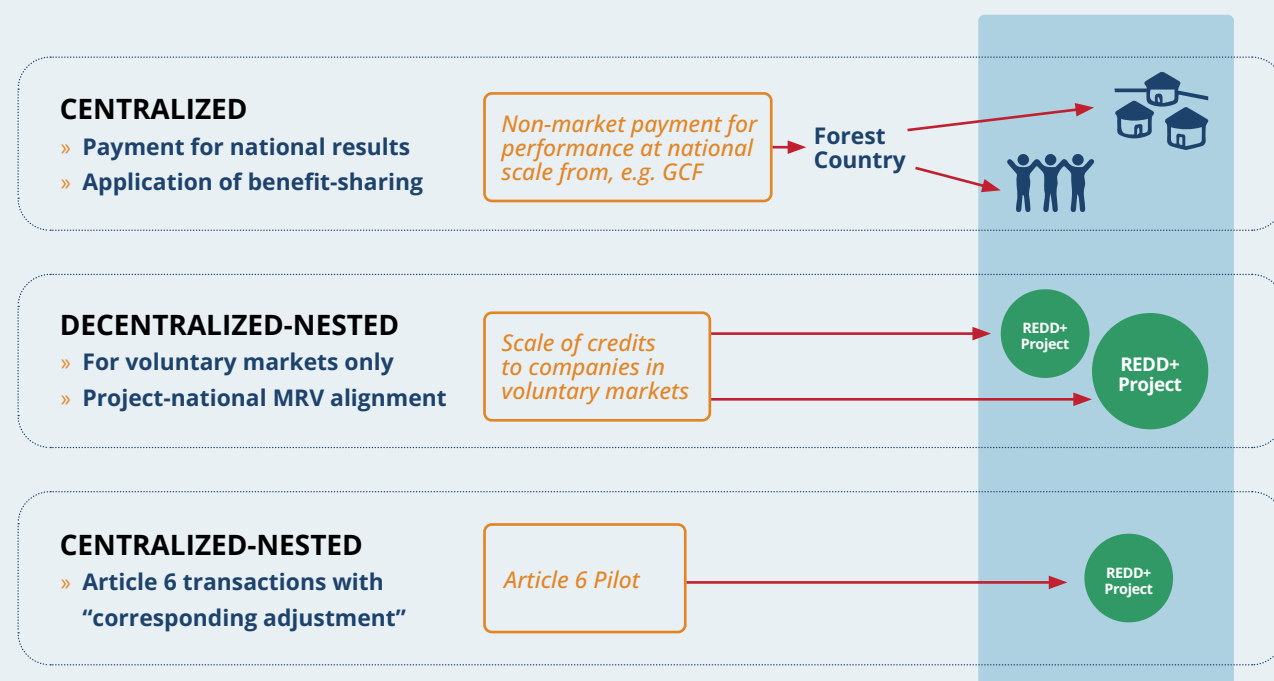 CENTRALIZED
» Payment for national results
» Application of benefit-sharing
Non-market payment for
performance at national
scale from, e.g. GCF
Forest
Country
DECENTRALIZED-NESTED
» For voluntary markets only
» Project-national MRV alignment
Scale of credits
to companies in
voluntary markets
REDD+
Project
REDD+
Project
CENTRALIZED-NESTED
» Article 6 transactions with
“corresponding adjustment”
Article 6 Pilot
REDD+
Project